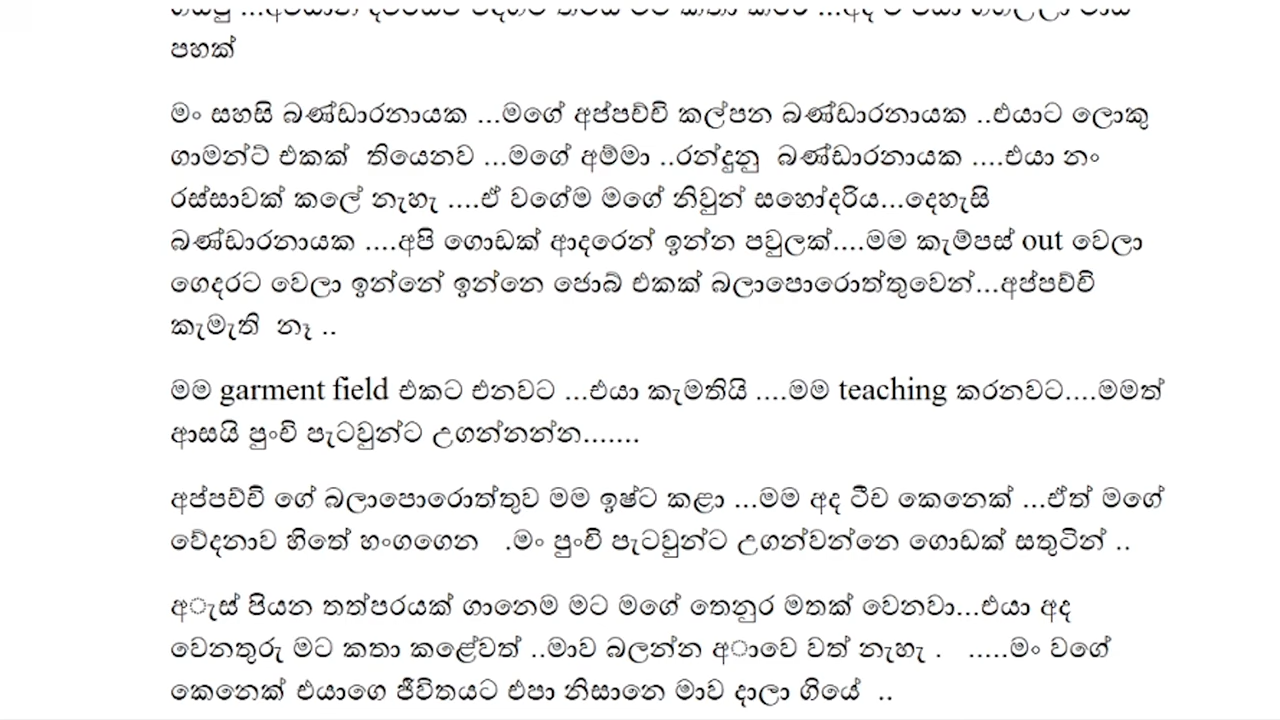 පහක්
මං සහසි බණ්ඩාරනායක ...මගේ අප්පච්චි කල්පන බණ්ඩාරනායක ..එයාට ලොකු
ගාමන්ට් එකක්  තියෙනව ...මගේ අම්මා ..රන්දුනු  බණ්ඩාරනායක ....එයා නං
රස්සාවක් කලේ නැහැ ....ඒ වගේම මගේ නිවුන් සහෝදරිය...දෙහැසි
බණ්ඩාරනායක ....අපි ගොඩක් ආදරෙන් ඉන්න පවුලක්....මම කැම්පස් out වෙලා
ගෙදරට වෙලා ඉන්නේ ඉන්නෙ ජොබ් එකක් බලාපොරොත්තුවෙන්...අප්පච්චි
කැමැති  නෑ ..
මම garment field එකට එනවට ...එයා කැමතියි ....මම teaching කරනවට....මමත්
ආසයි පුංචි පැටවුන්ට උගන්නන්න.......
අප්පච්චි ගේ බලාපොරොත්තුව මම ඉෂ්ට කළා ...මම අද ටීච කෙනෙක් ...ඒත් මගේ
වේදනාව හිතේ හංගගෙන   .මං පුංචි පැටවුන්ට උගන්වන්නෙ ගොඩක් සතුටින් ..
අැස් පියන තත්පරයක් ගානෙම මට මගේ තෙනුර මතක් වෙනවා...එයා අද
වෙනතුරු මට කතා කළේවත් ..මාව බලන්න අාවෙ වත් නැහැ .   .....මං වගේ
කෙනෙක් එයාගෙ ජීවිතයට එපා නිසානෙ මාව දාලා ගියේ  ..